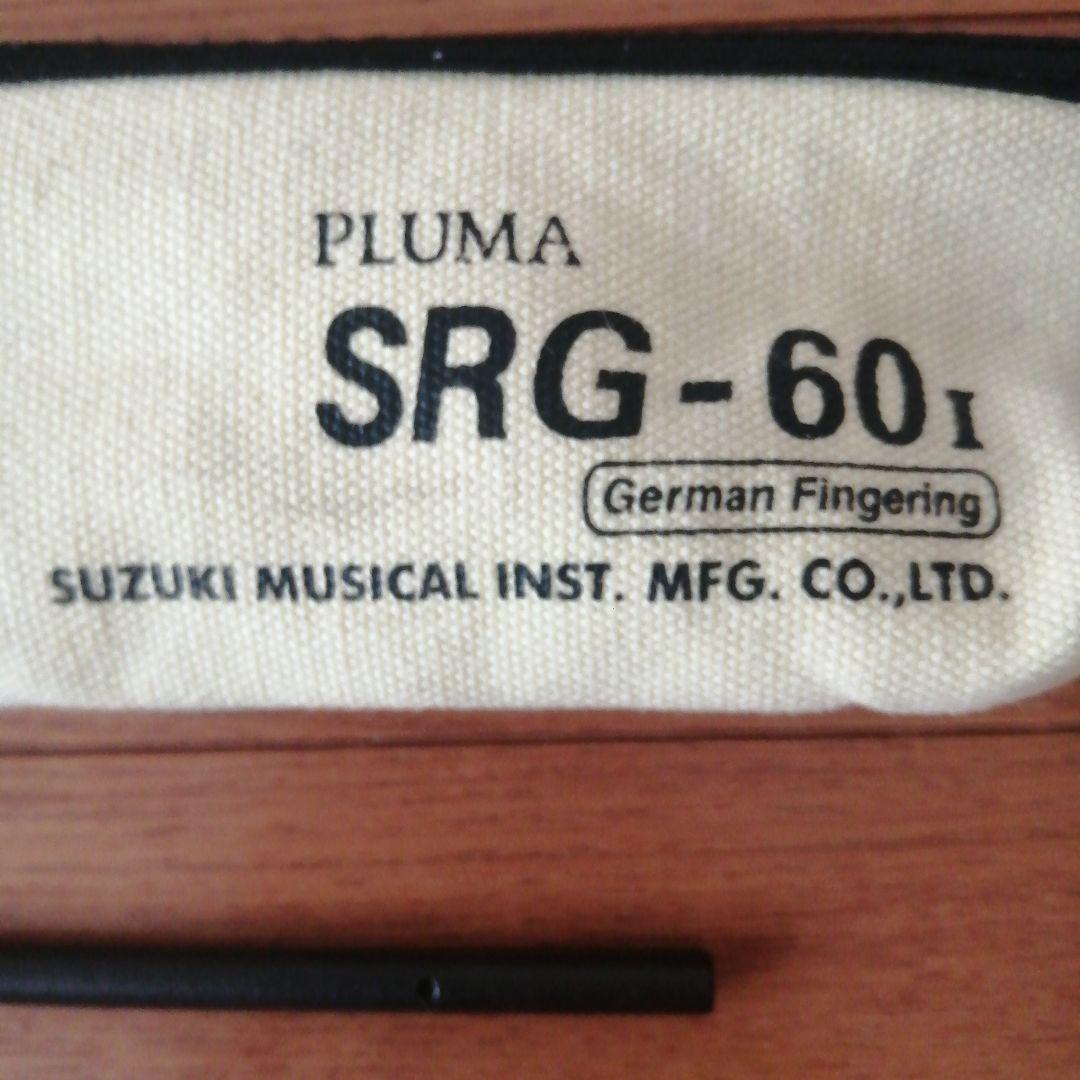 PLUMA
SRG-60I
German Fingering
SUZUKI MUSICAL INST. MFG. CO.,LTD.